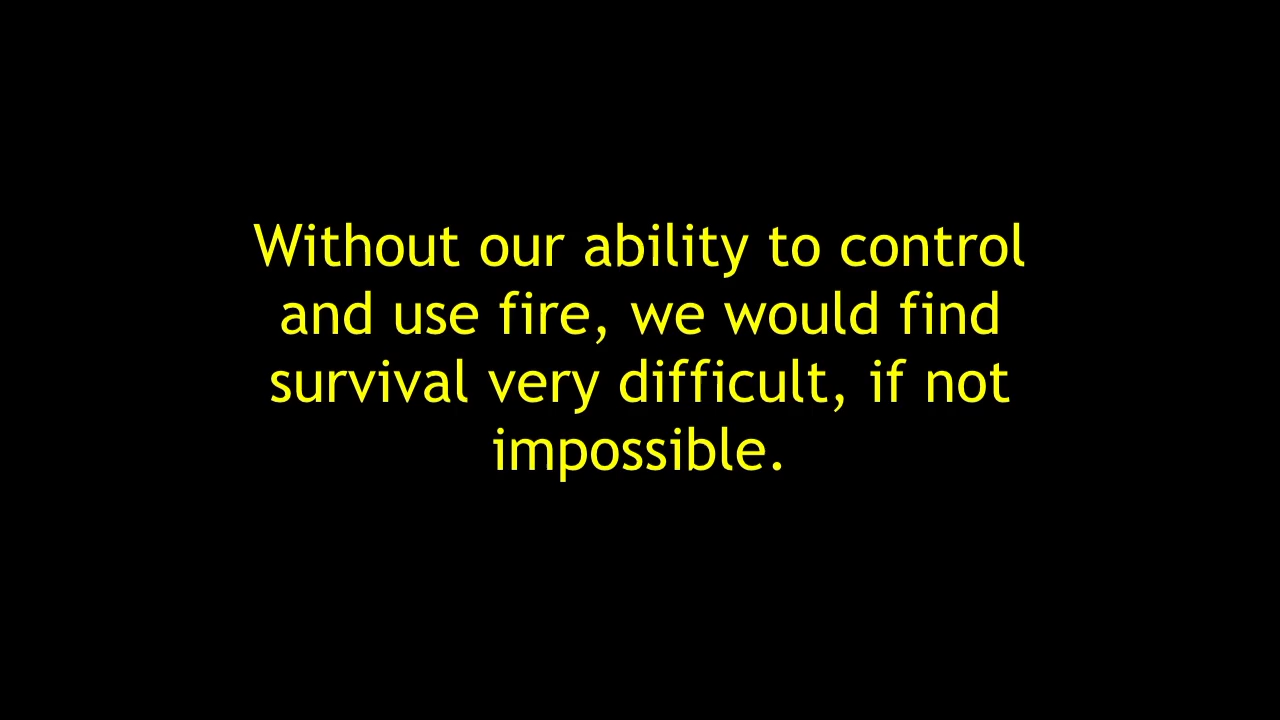 Without our ability to control
and use fire, we would find
survival very difficult, if not
impossible.